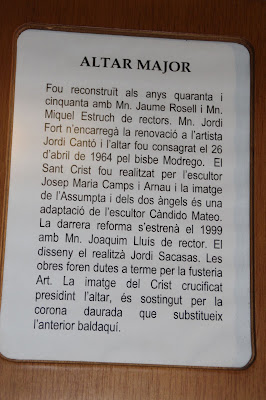 ALTAR MAJOR
Fou reconstruït als anys quaranta i
cinquanta amb Mn. Jaume Rosell i Mn.
Miquel Estruch de rectors. Mn. Jordi
Fort n'encarregà la renovació a l'artista
Jordi Cantò i l'altar fou consagrat el 26
d'abril de 1964 pel bisbe Modrego. El
Sant Crist fou realitzat per l'escultor
Josep Maria Camps i Arnau i la imatge
de l'Assumpta i dels dos àngels és una
adaptació de l'escultor Càndido Mateo.
La darrera reforma s'estrenà el 1999
amb Mn. Joaquim Lluís de rector. El
disseny el realitzà Jordi Sacasas. Les
obres foren dutes a terme per la fusteria
Art. La imatge del Crist crucificat
presidint l'altar, és sostingut per la
corona daurada que substitueix
l'anterior baldaquí.